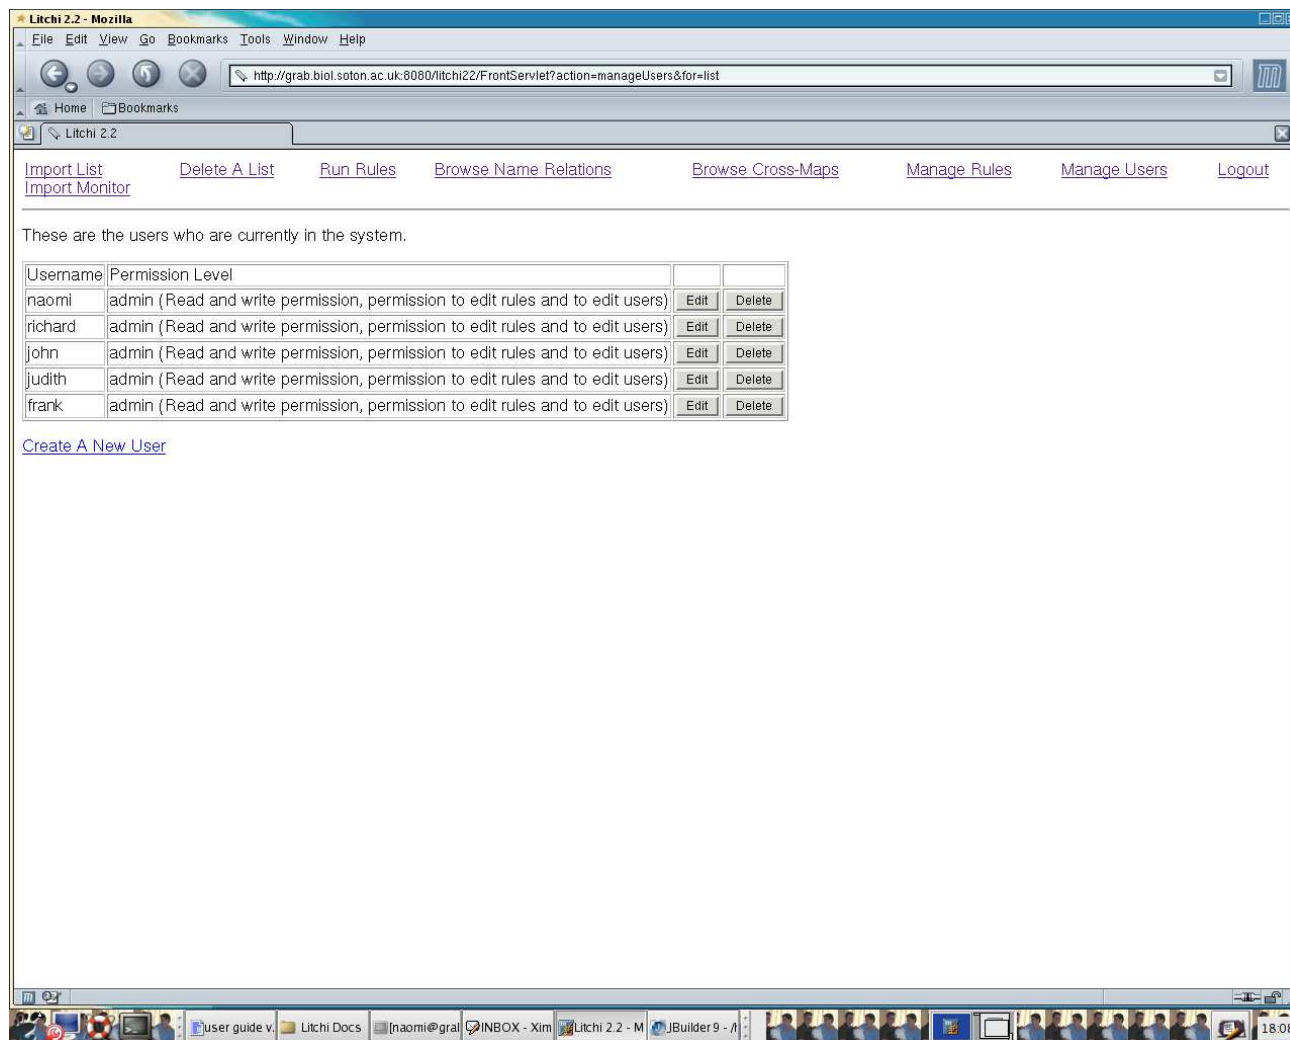 Litchi 2.2 - Mozilla
File Edit View Go Bookmarks Tools Window Help
http://grab.biol.soton.ac.uk:8080/litchi22/FrontServlet?action=manageUsers&for=list
Home Bookmarks
Litchi 2.2
Import List Delete A List Run Rules Browse Name Relations Browse Cross-Maps Manage Rules Manage Users Logout
Import Monitor
These are the users who are currently in the system.
Username Permission Level
naomi admin (Read and write permission, permission to edit rules and to edit users) Edit Delete
richard admin (Read and write permission, permission to edit rules and to edit users) Edit Delete
john admin (Read and write permission, permission to edit rules and to edit users) Edit Delete
judith admin (Read and write permission, permission to edit rules and to edit users) Edit Delete
frank admin (Read and write permission, permission to edit rules and to edit users) Edit Delete
Create A New User
user guide v. Litchi Docs [naomi@gral INBOX - Xim Litchi 2.2 - M JBuilder 9 - 18:08